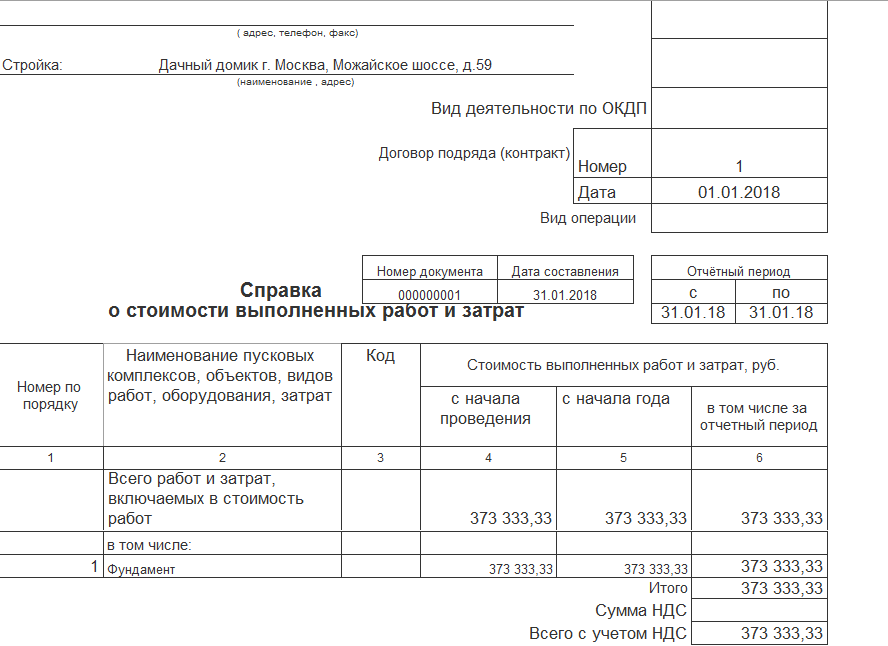 ( адрес, телефон, факс)
Стройка: Дачный домик г. Москва, Можайское шоссе, д.59
(наименование , адрес)
Вид деятельности по ОКДП
Договор подряда (контракт)
Номер 1
Дата 01.01.2018
Вид операции
Номер документа Дата составления Отчётный период
Справка 000000001 31.01.2018 с по
о стоимости выполненных работ и затрат 31.01.18 31.01.18
Номер по
порядку
Наименование пусковых
комплексов, объектов, видов
работ, оборудования, затрат
Код
Стоимость выполненных работ и затрат, руб.
с начала
проведения
с начала года
в том числе за
отчетный период
1 2 3 4 5 6
Всего работ и затрат,
включаемых в стоимость
работ 373 333,33 373 333,33 373 333,33
в том числе:
1 Фундамент 373 333,33 373 333,33 373 333,33
Итого 373 333,33
Сумма НДС
Всего с учетом НДС 373 333,33